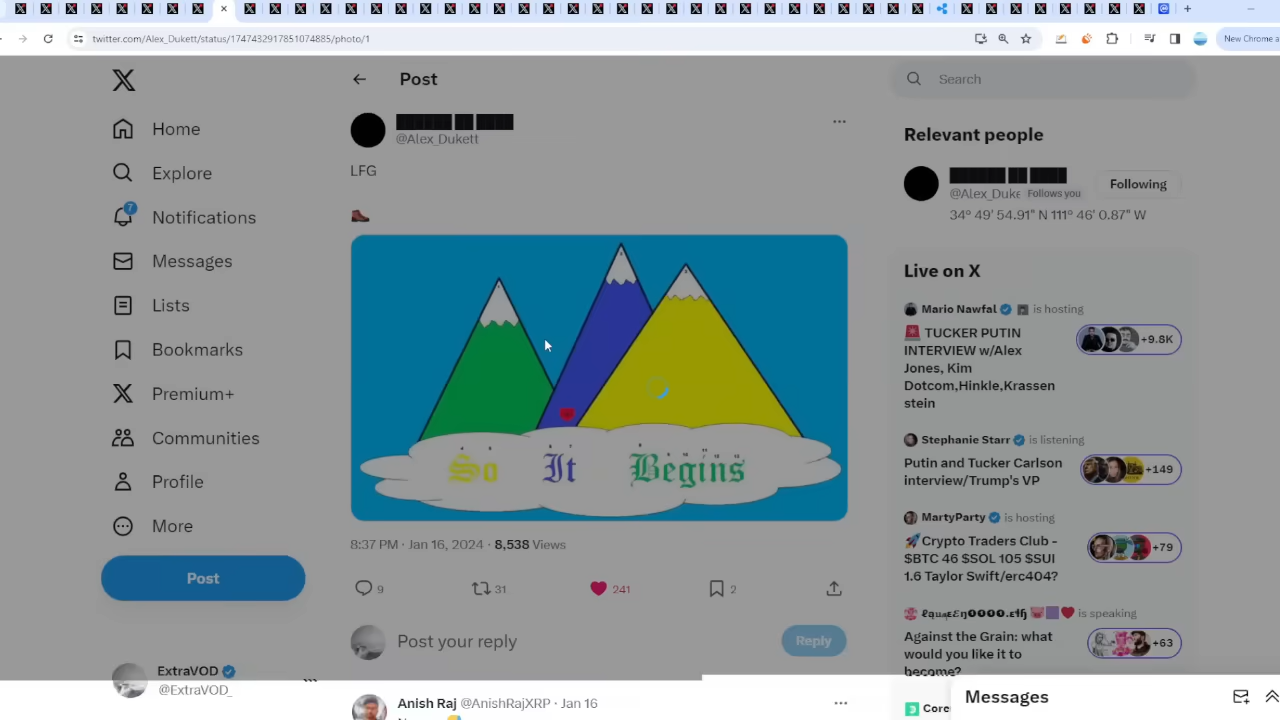 New Chrome a
twitter.com/Alex_Dukett/status/1747432917851074885/photo/1
Post
Search
Home
Explore
7
Notifications
Messages
Lists
Bookmarks
Premium+
Communities
Profile
More
Post
@Alex_Dukett
LFG
So It Begins
8:37 PM · Jan 16, 2024 · 8,538 Views
9
31
241
2
Post your reply
Reply
ExtraVOD
@ExtraVOD_
Anish Raj @AnishRajXRP · Jan 16
Relevant people
@Alex_Duke Follows you
Following
34° 49' 54.91" N 111° 46' 0.87" W
Live on X
Mario Nawfal is hosting
🚨 TUCKER PUTIN
INTERVIEW w/Alex
Jones, Kim
Dotcom,Hinkle,Krassen
stein
+9.8K
Stephanie Starr is listening
Putin and Tucker Carlson
interview/Trump's VP
+149
MartyParty is hosting
🚀Crypto Traders Club -
$BTC 46 $SOL 105 $SUI
1.6 Taylor Swift/erc404?
+79
is speaking
Against the Grain: what
would you like it to
become?
+63
Core
Messages